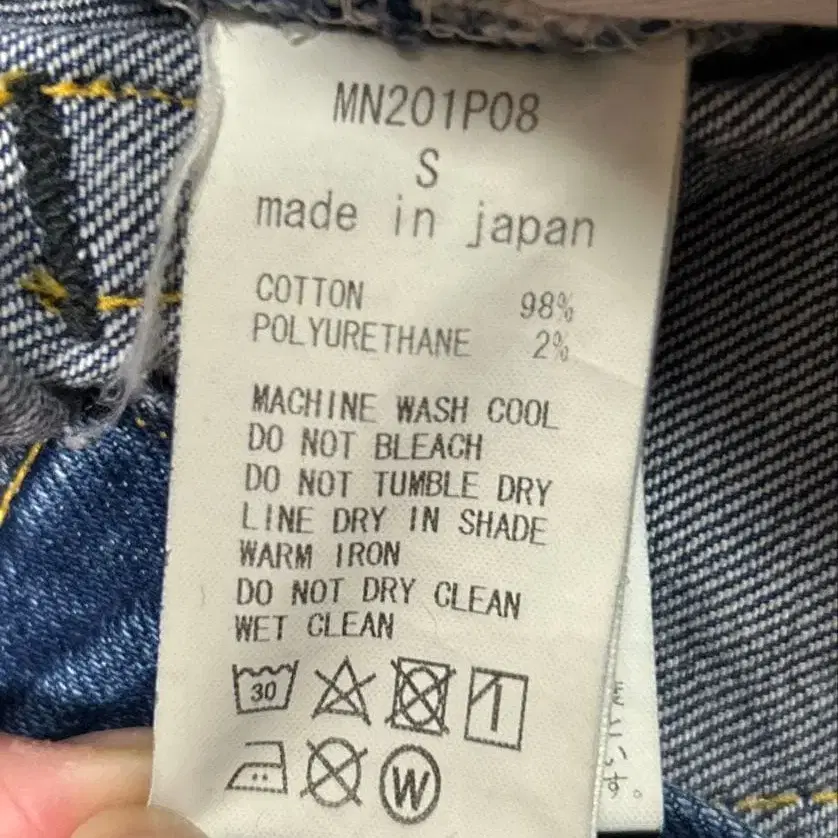 MN201P08
S
made in japan
COTTON 98%
POLYURETHANE 2%
MACHINE WASH COOL
DO NOT BLEACH
DO NOT TUMBLE DRY
LINE DRY IN SHADE
WARM IRON
DO NOT DRY CLEAN
WET CLEAN
30
W